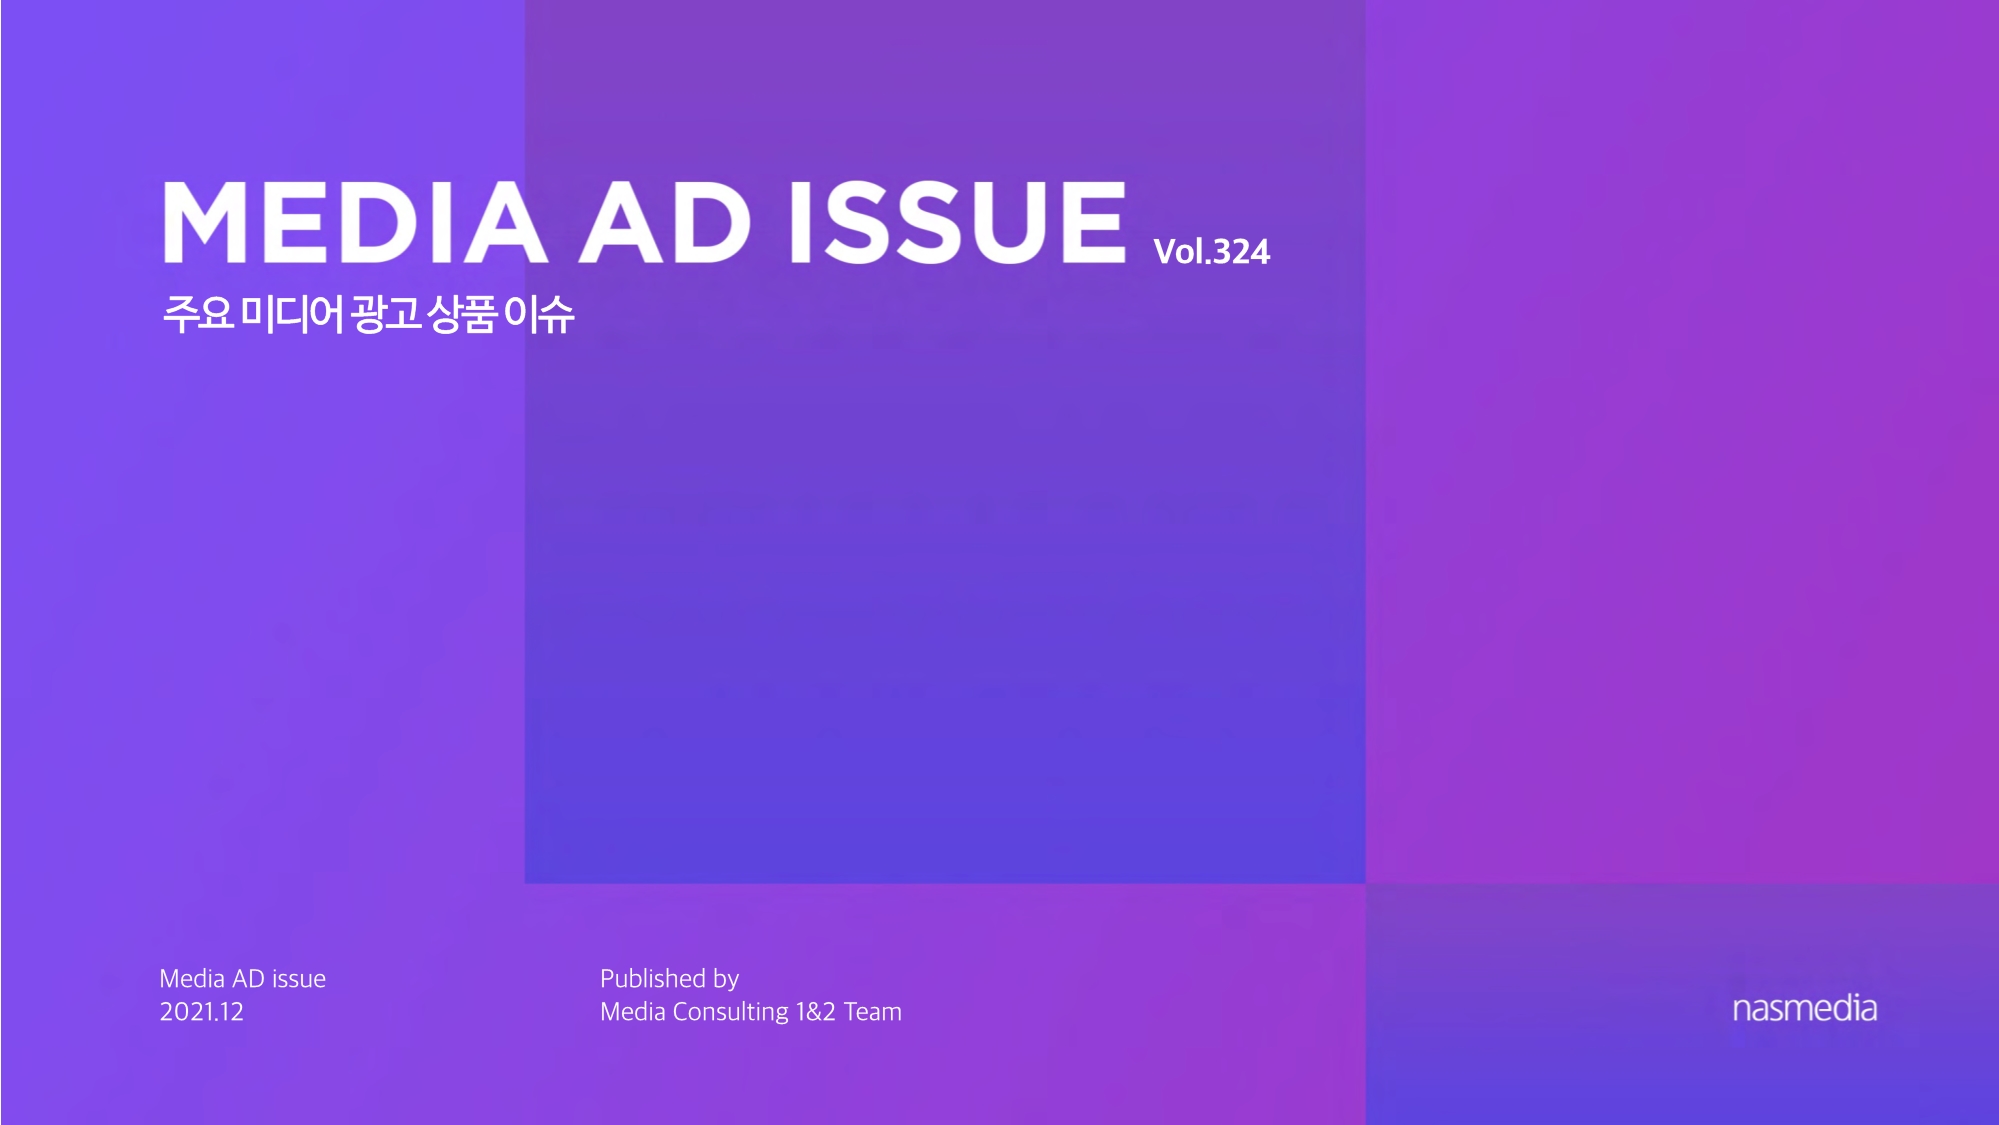 MEDIA AD ISSUE Vol.324
주요 미디어 광고 상품 이슈
Media AD issue
2021.12
Published by
Media Consulting 1&2 Team
nasmedia